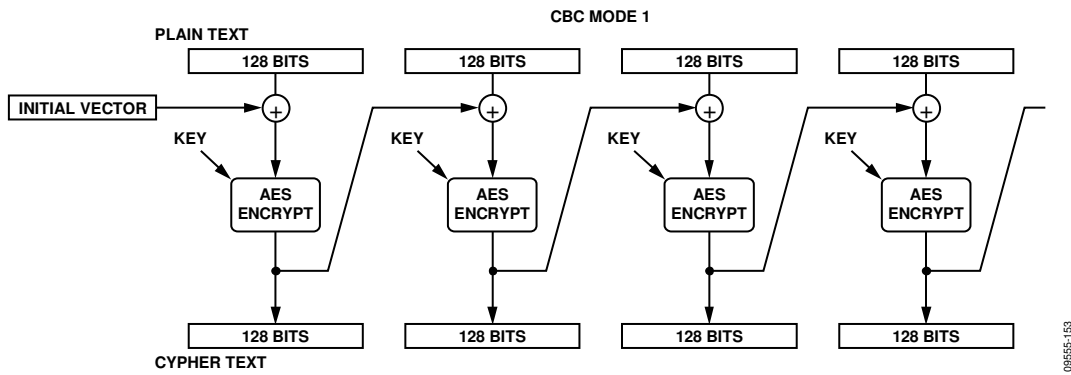 CBC MODE 1
PLAIN TEXT
128 BITS 128 BITS 128 BITS 128 BITS
INITIAL VECTOR + + + +
KEY KEY KEY KEY
AES ENCRYPT AES ENCRYPT AES ENCRYPT AES ENCRYPT
128 BITS 128 BITS 128 BITS 128 BITS
CYPHER TEXT
09555-153